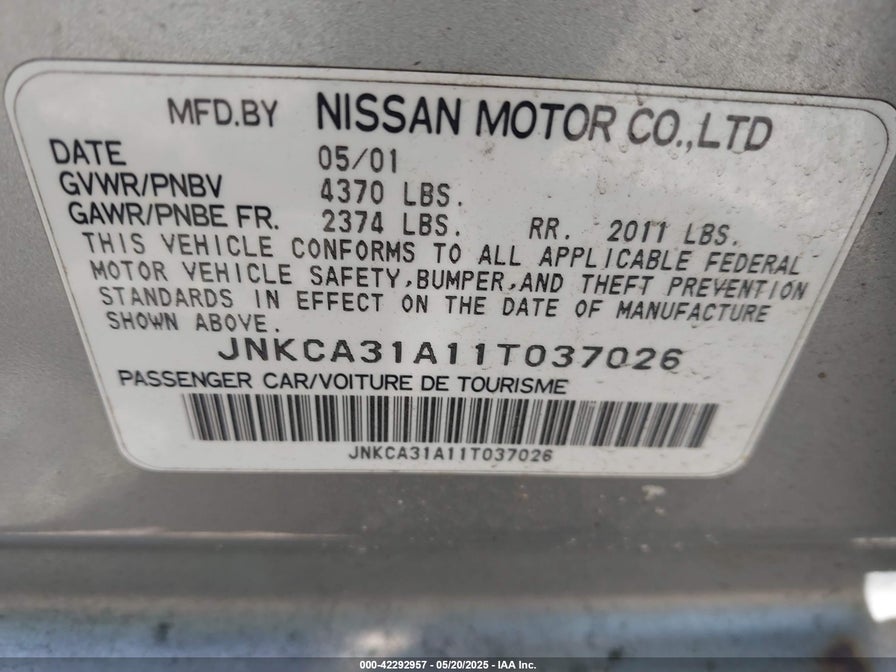 MFD.BY NISSAN MOTOR CO.,LTD
DATE 05/01
GVWR/PNBV 4370 LBS.
GAWR/PNBE FR. 2374 LBS. RR. 2011 LBS.
THIS VEHICLE CONFORMS TO ALL APPLICABLE FEDERAL
MOTOR VEHICLE SAFETY,BUMPER,AND THEFT PREVENTION
STANDARDS IN EFFECT ON THE DATE OF MANUFACTURE
SHOWN ABOVE.
JNKCA31A11T037026
PASSENGER CAR/VOITURE DE TOURISME
JNKCA31A11T037026
000-42292957 - 05/20/2025 - IAA Inc.